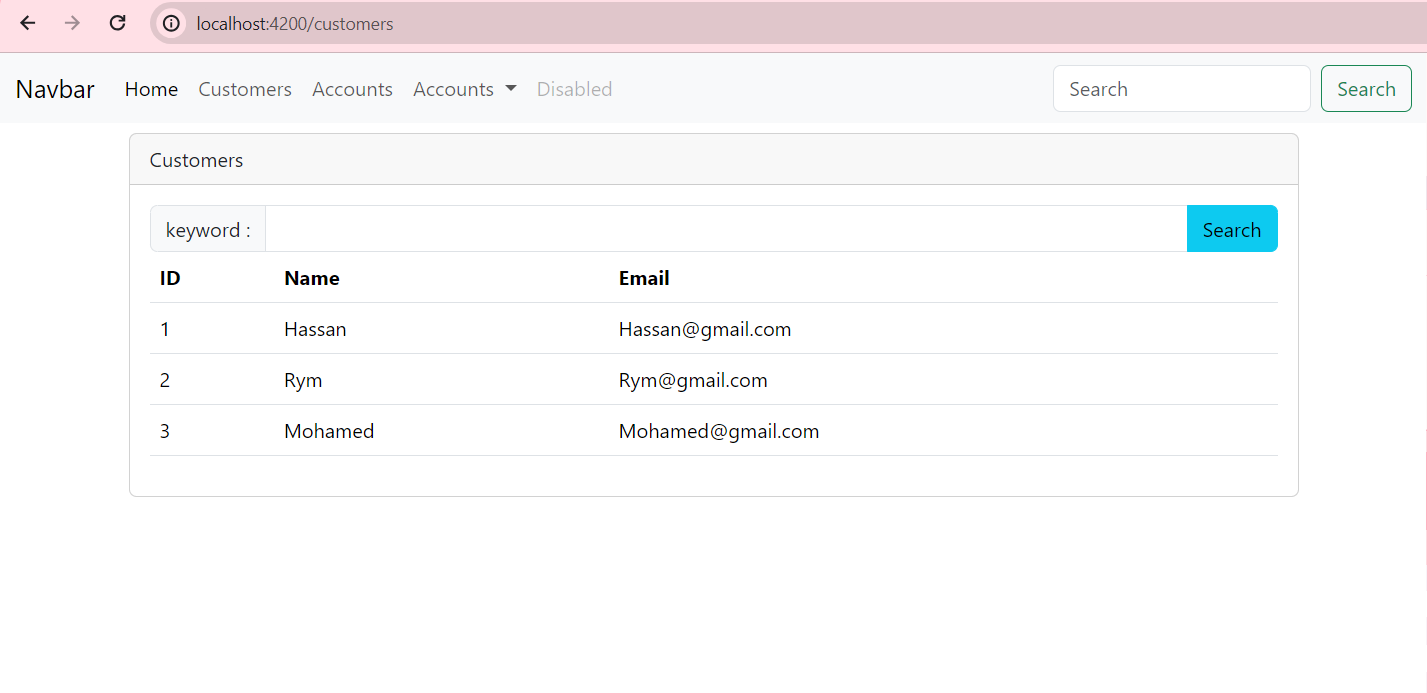 localhost:4200/customers
Navbar Home Customers Accounts Accounts Disabled Search Search
Customers
keyword : Search
ID Name Email
1 Hassan Hassan@gmail.com
2 Rym Rym@gmail.com
3 Mohamed Mohamed@gmail.com